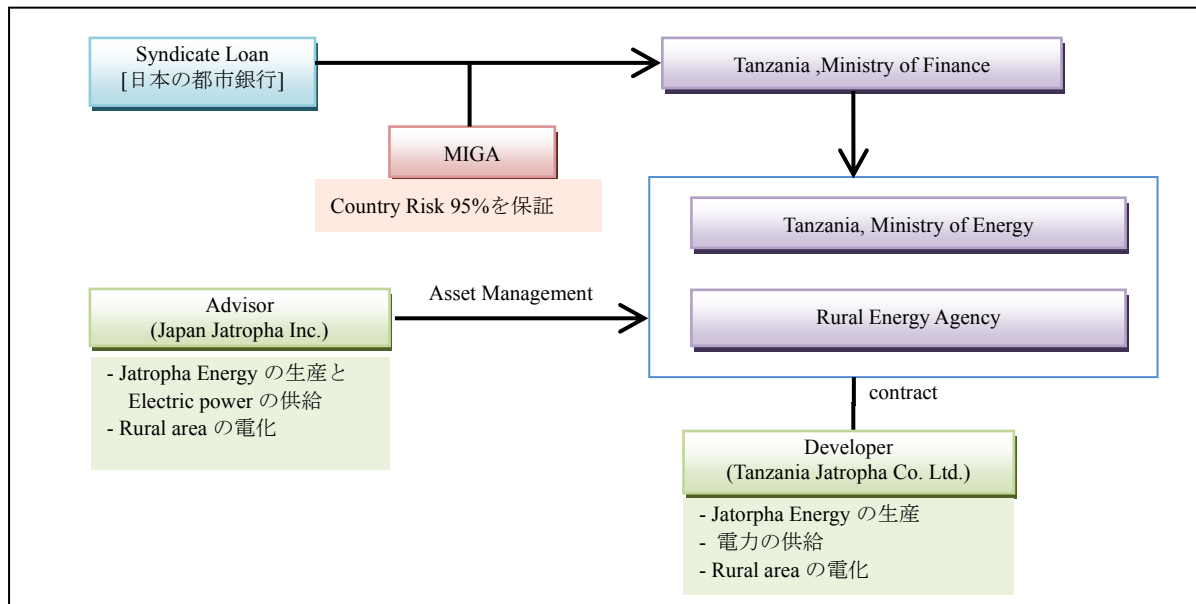 Syndicate Loan
[日本の都市銀行]
Tanzania ,Ministry of Finance
MIGA
Country Risk 95%を保証
Tanzania, Ministry of Energy
Advisor
(Japan Jatropha Inc.)
Asset Management
Rural Energy Agency
- Jatropha Energy の生産と
Electric power の供給
- Rural area の電化
contract
Developer
(Tanzania Jatropha Co. Ltd.)
- Jatorpha Energy の生産
- 電力の供給
- Rural area の電化